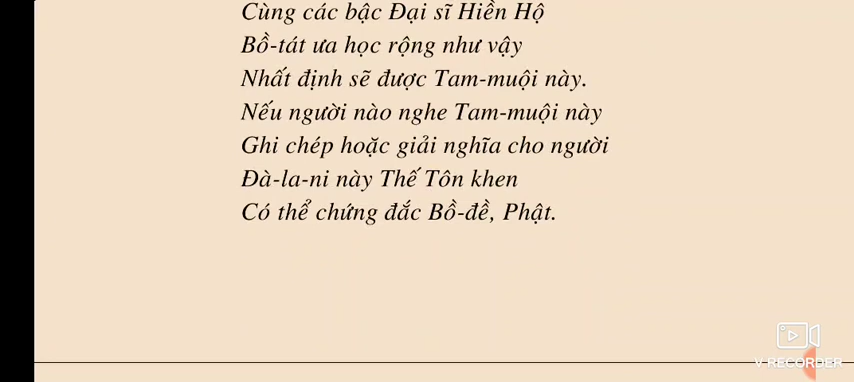 Cùng các bậc Đại sĩ Hiền Hộ
Bồ-tát ưa học rộng như vậy
Nhất định sẽ được Tam-muội này.
Nếu người nào nghe Tam-muội này
Ghi chép hoặc giải nghĩa cho người
Đà-la-ni này Thế Tôn khen
Có thể chứng đắc Bồ-đề, Phật.
V RECORDER